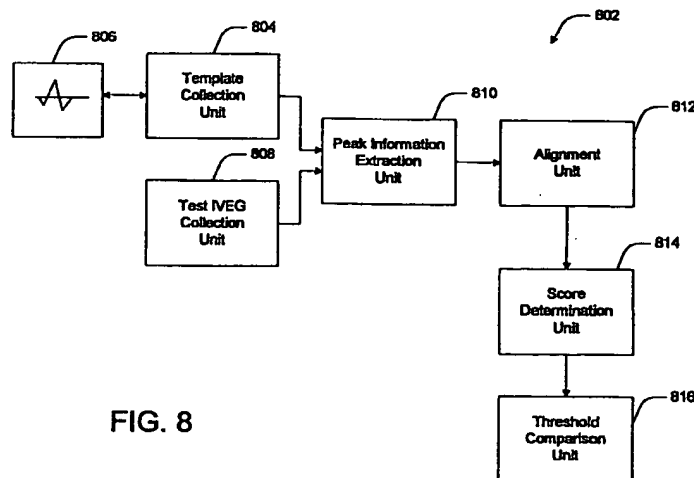 806
804
802
Template
Collection
Unit
810
812
Peak Information
Extraction
Unit
Alignment
Unit
808
Test IVEG
Collection
Unit
814
Score
Determination
Unit
816
Threshold
Comparison
Unit
FIG. 8